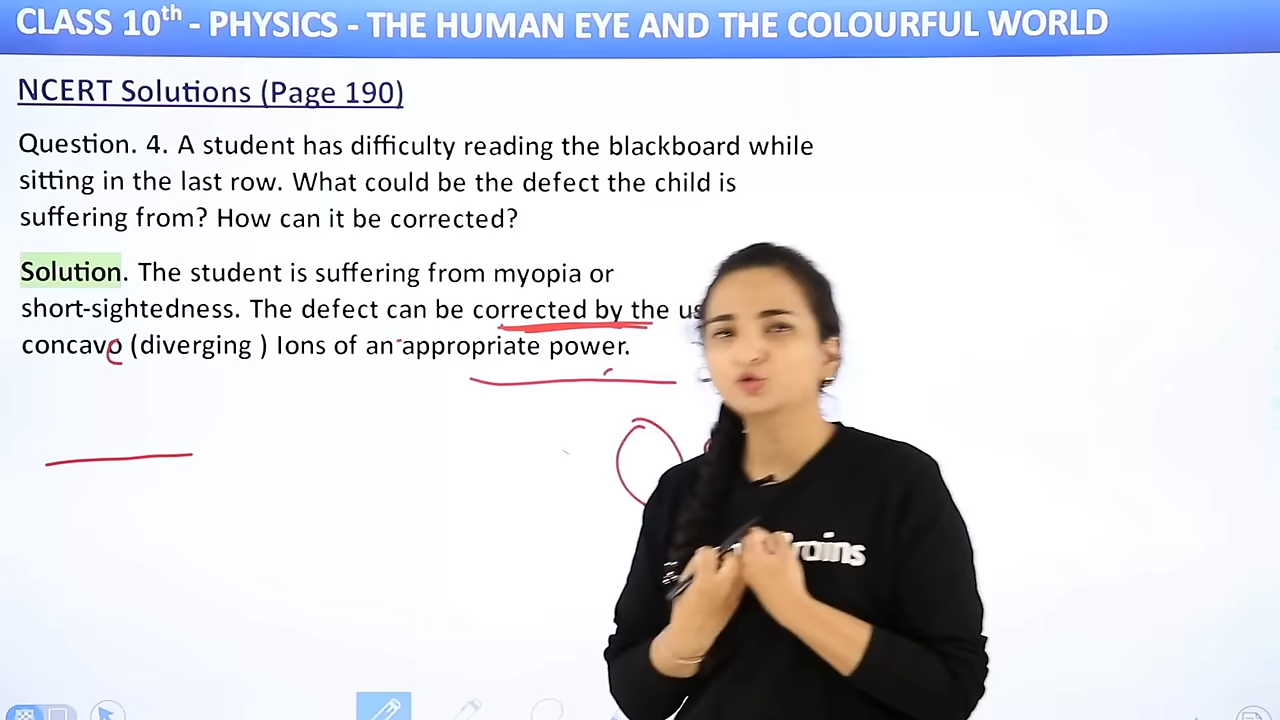 CLASS 10th - PHYSICS - THE HUMAN EYE AND THE COLOURFUL WORLD
NCERT Solutions (Page 190)
Question. 4. A student has difficulty reading the blackboard while
sitting in the last row. What could be the defect the child is
suffering from? How can it be corrected?
Solution. The student is suffering from myopia or
short-sightedness. The defect can be corrected by the
concave (diverging ) Ions of an appropriate power.